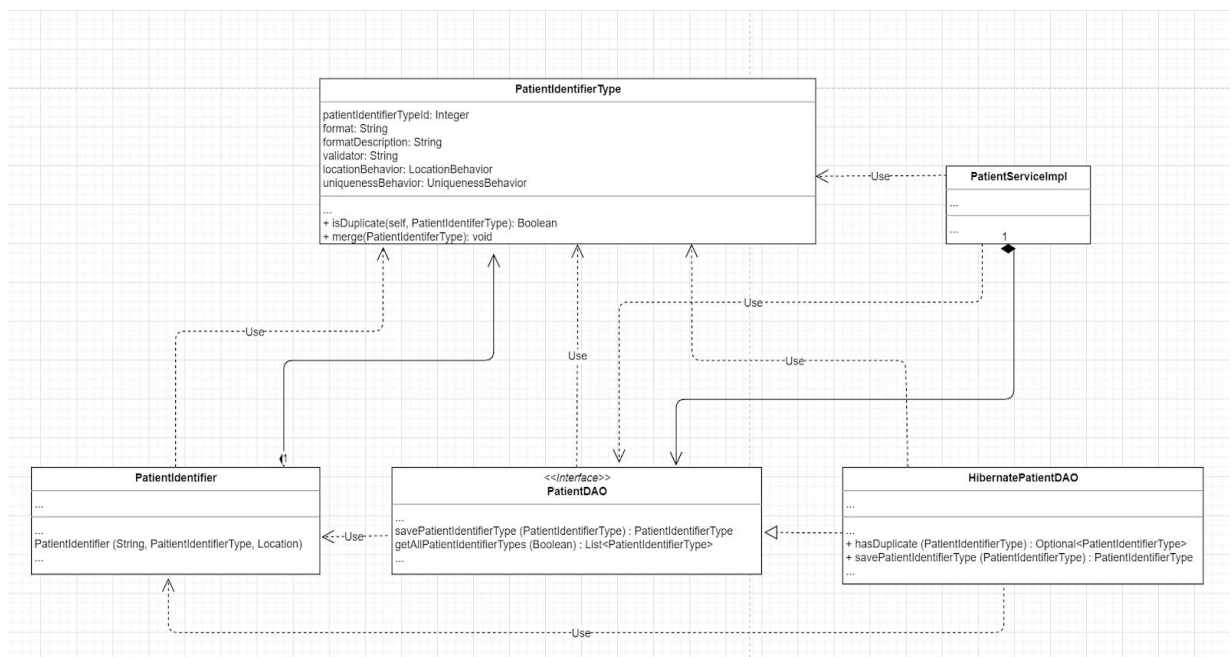 PatientIdentifierType
patientIdentifierTypeId: Integer
format: String
formatDescription: String
validator: String
locationBehavior: LocationBehavior
uniquenessBehavior: UniquenessBehavior
...
+ isDuplicate(self, PatientIdentiferType): Boolean
+ merge(PatientIdentiferType): void
Use
PatientServiceImpl
...
...
1
Use
Use
Use
Use
1
PatientIdentifier
...
...
PatientIdentifier (String, PaitentIdentifierType, Location)
...
Use
<<Interface>>
PatientDAO
...
savePatientIdentifierType (PatientIdentifierType) : PatientIdentifierType
getAllPatientIdentifierTypes (Boolean) : List<PatientIdentifierType>
...
HibernatePatientDAO
...
...
+ hasDuplicate (PatientIdentifierType) : Optional<PatientIdentifierType>
+ savePatientIdentifierType (PatientIdentifierType) : PatientIdentifierType
...
Use